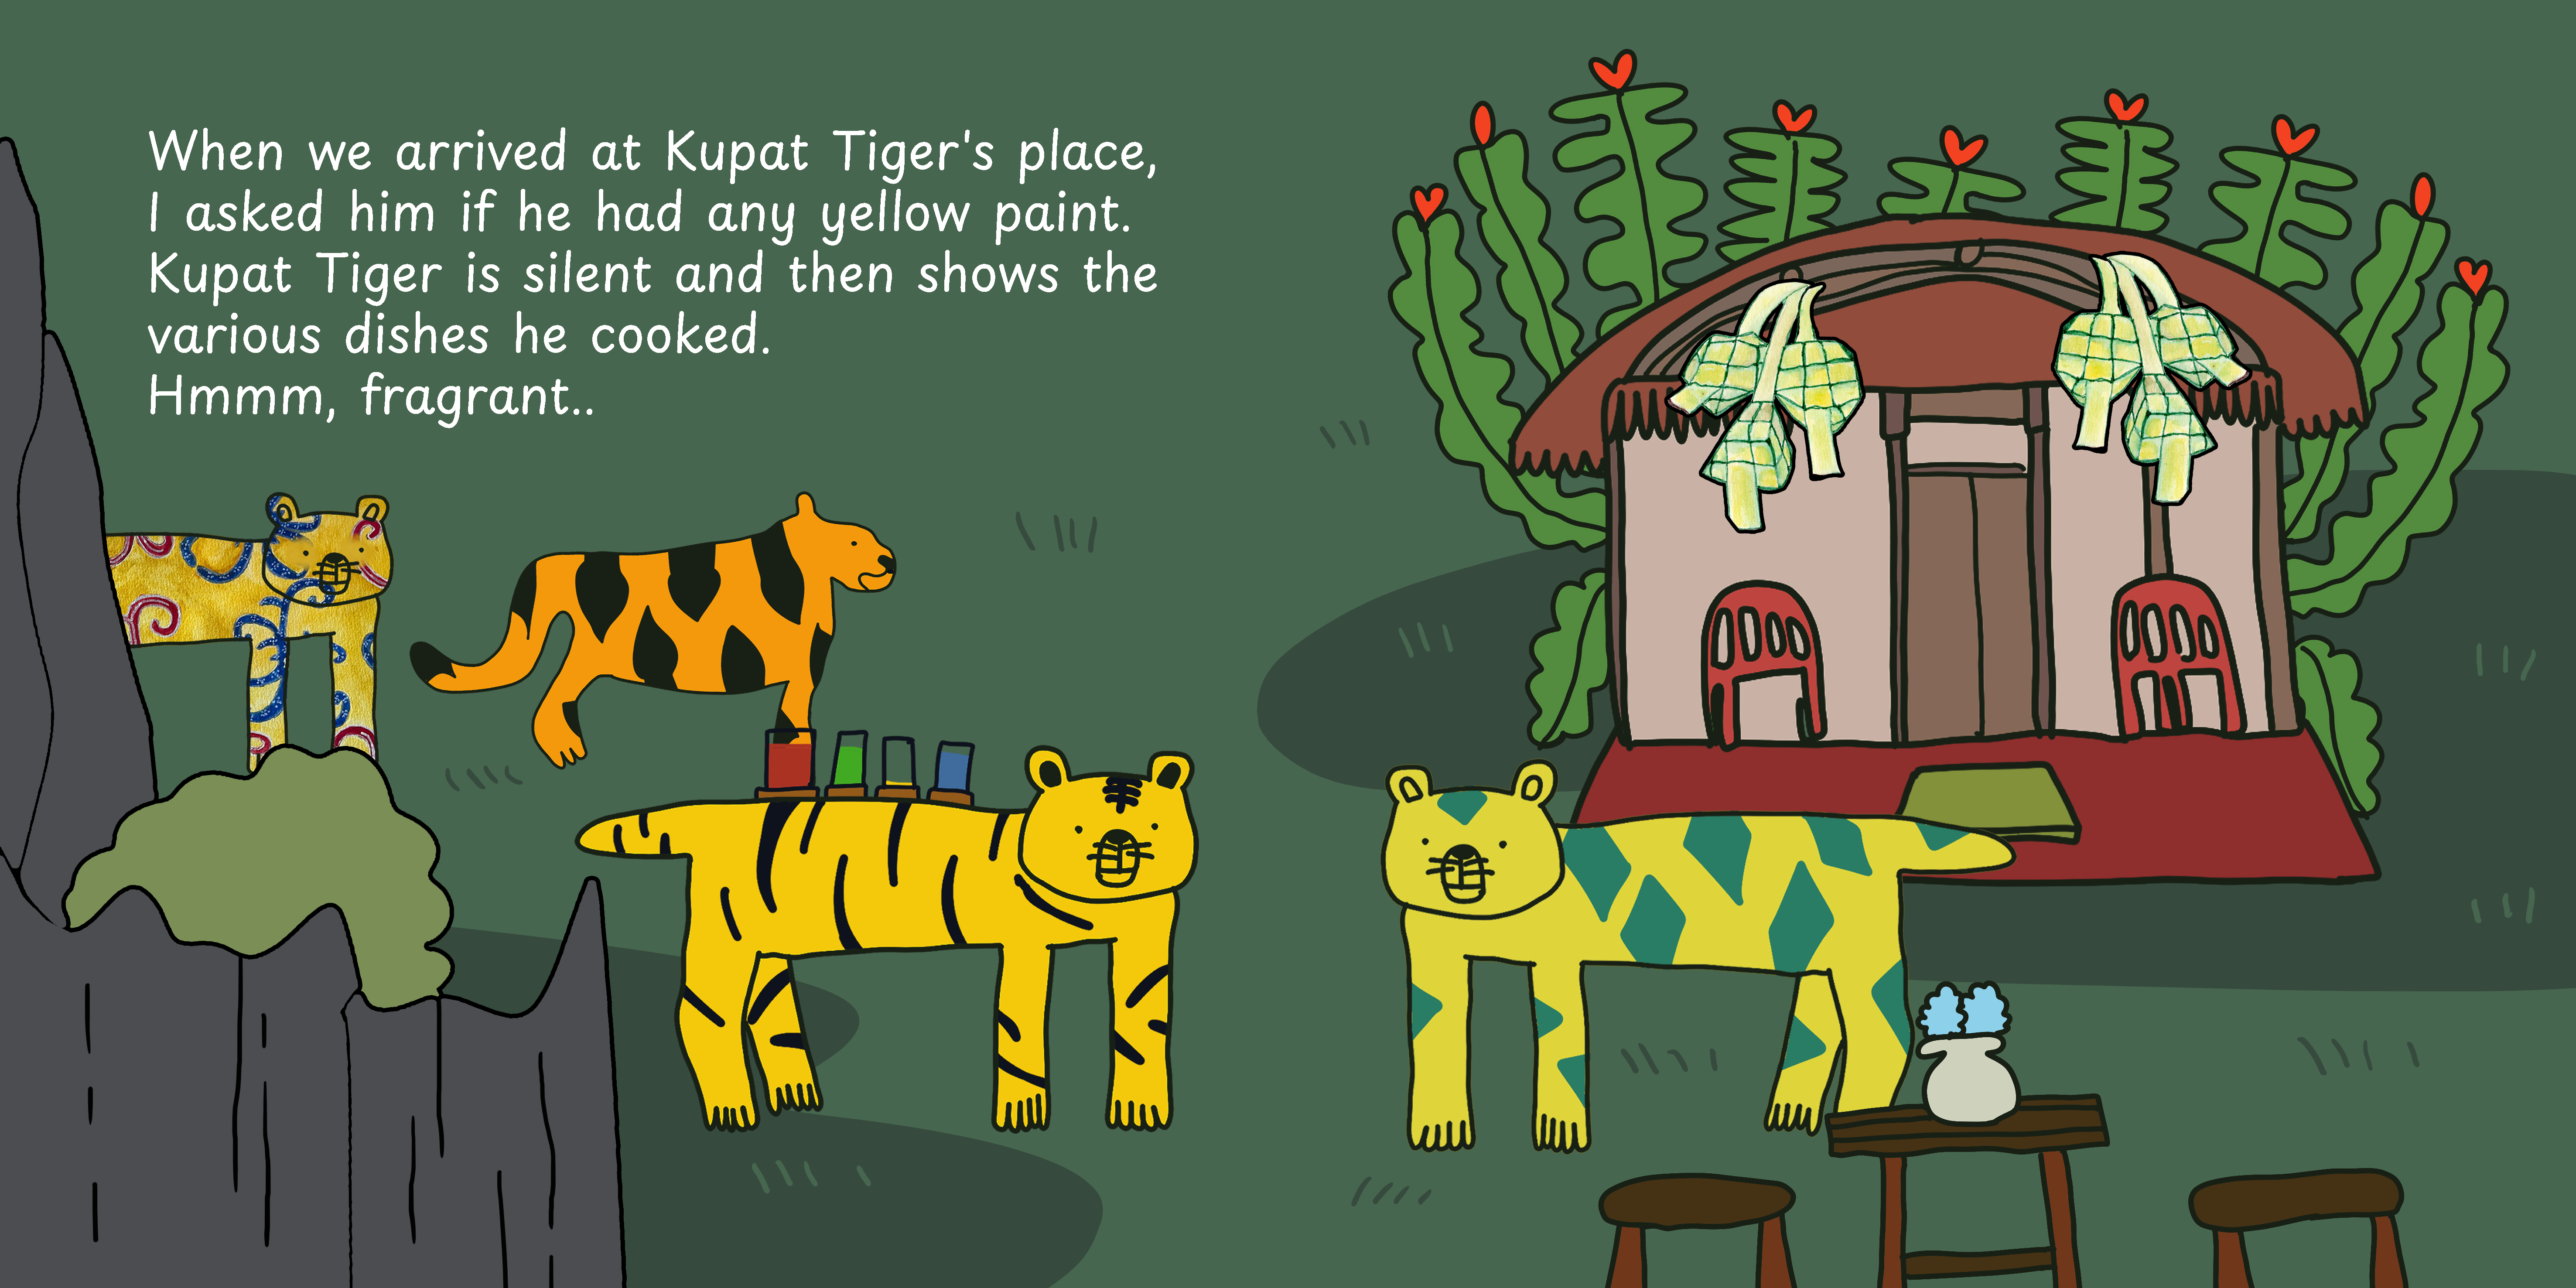 When we arrived at Kupat Tiger's place,
I asked him if he had any yellow paint.
Kupat Tiger is silent and then shows the
various dishes he cooked.
Hmmm, fragrant..